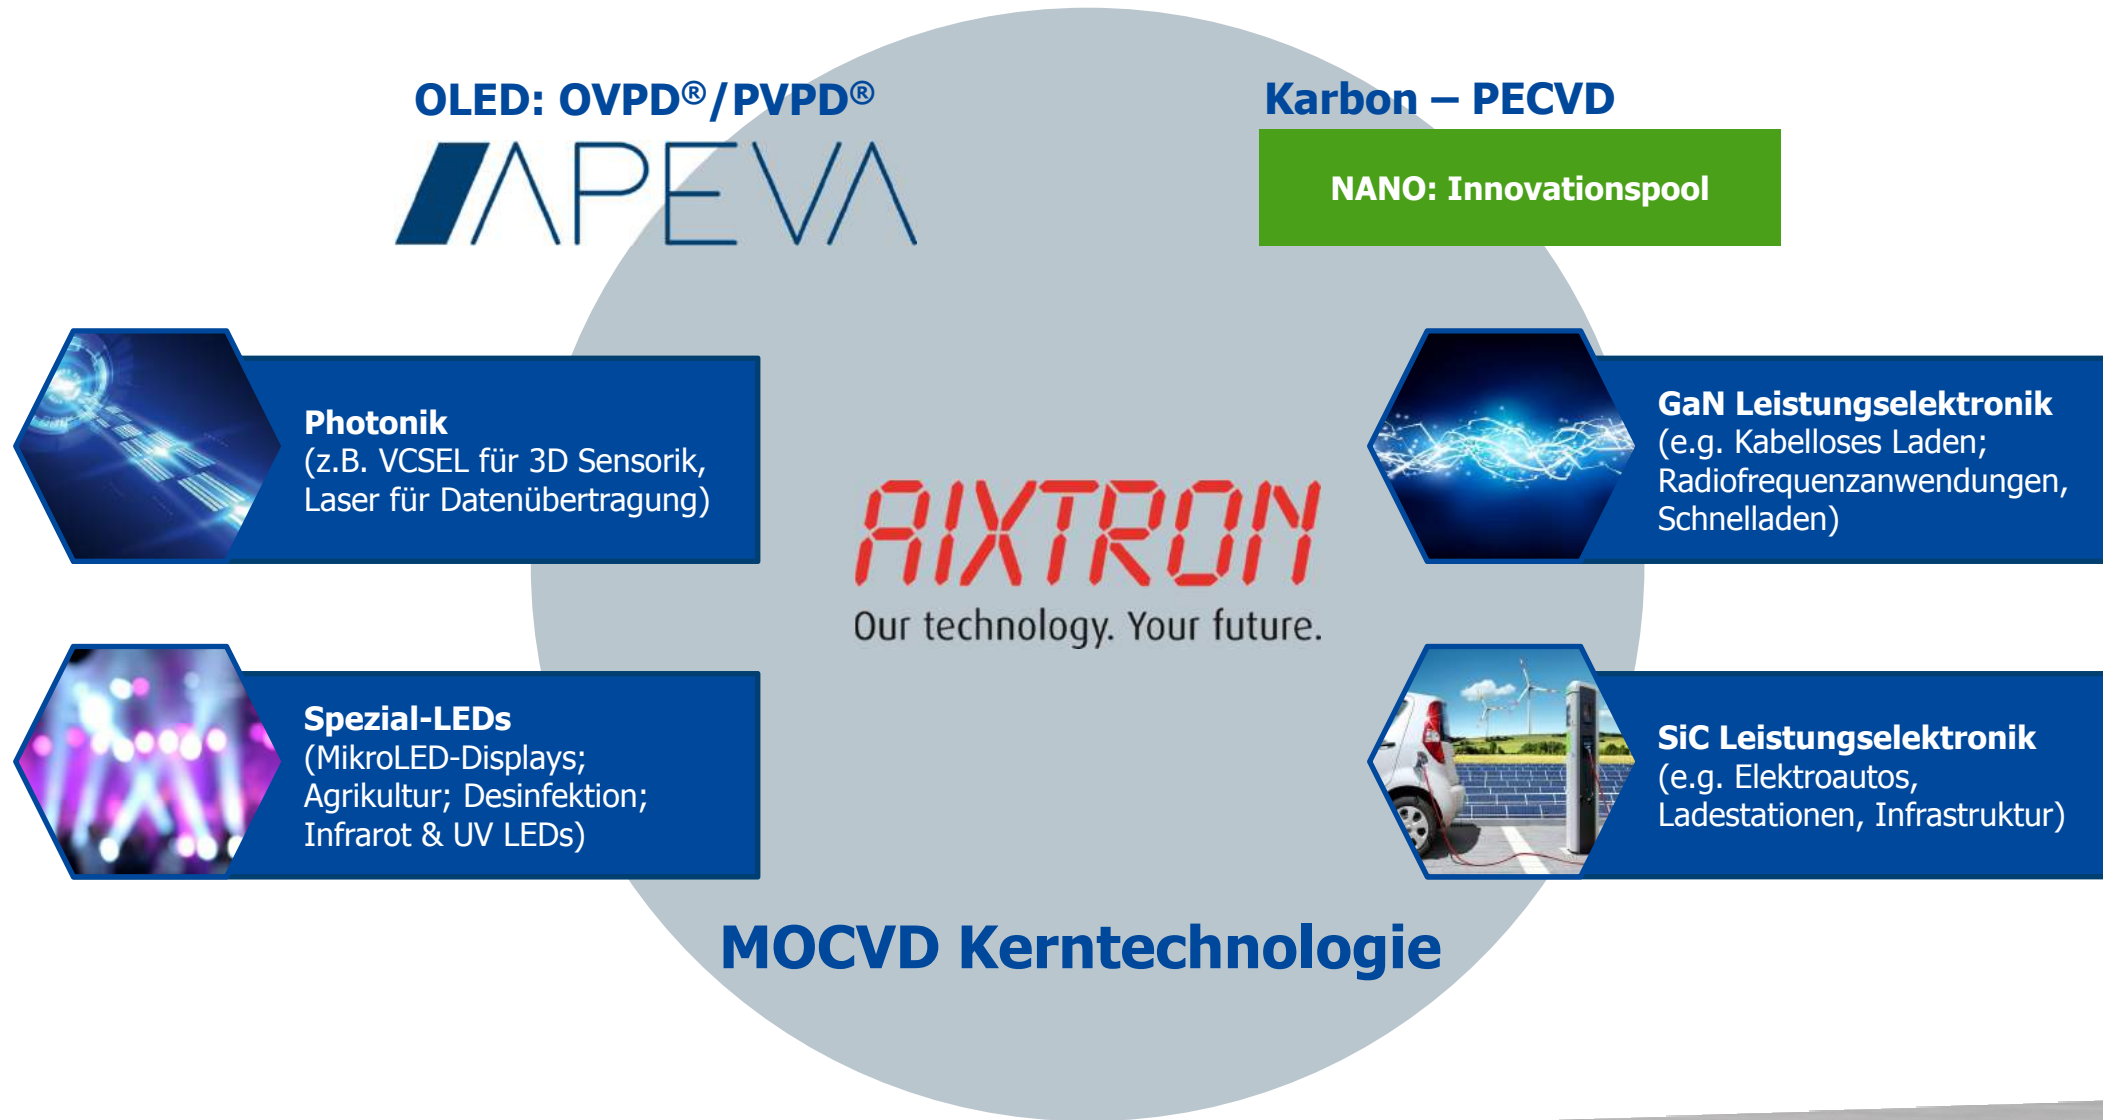 OLED: OVPD®/PVPD®
APEVA
Karbon – PECVD
NANO: Innovationspool
Photonik
(z.B. VCSEL für 3D Sensorik,
Laser für Datenübertragung)
GaN Leistungselektronik
(e.g. Kabelloses Laden;
Radiofrequenzanwendungen,
Schnelladen)
AIXTRON
Our technology. Your future.
Spezial-LEDs
(MikroLED-Displays;
Agrikultur; Desinfektion;
Infrarot & UV LEDs)
SiC Leistungselektronik
(e.g. Elektroautos,
Ladestationen, Infrastruktur)
MOCVD Kerntechnologie